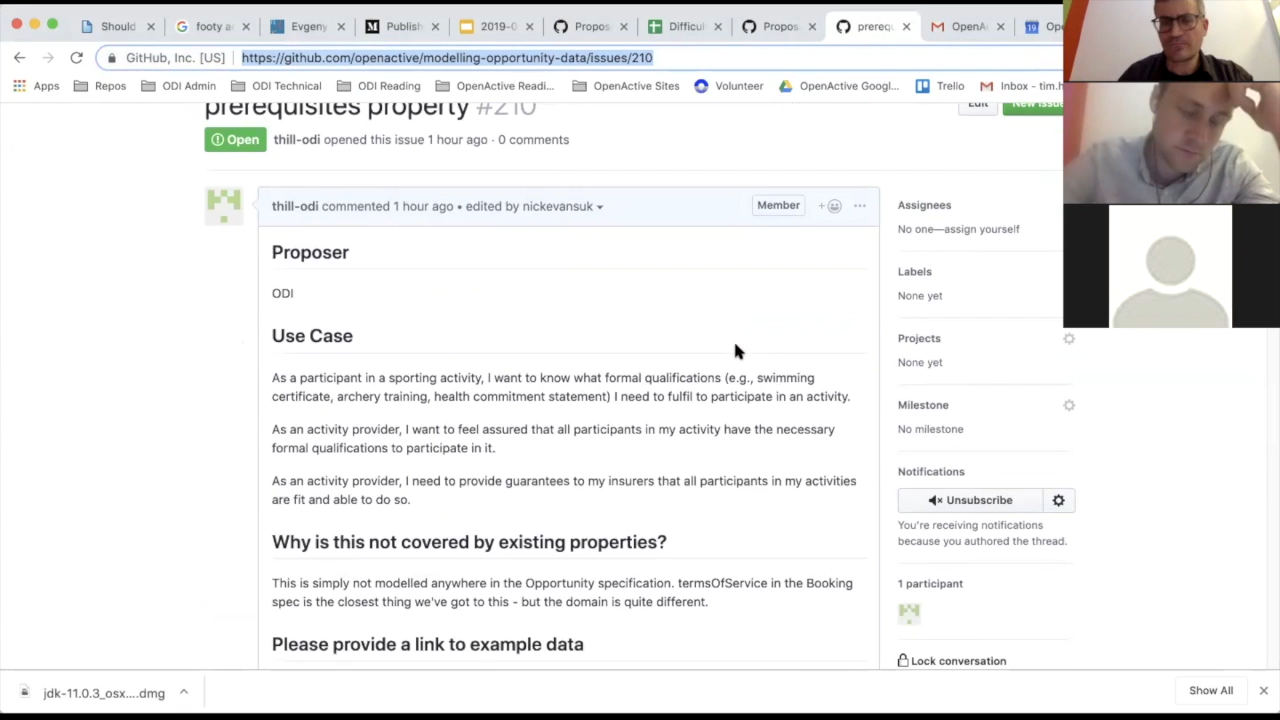 Should
footy a
Evgeny
Publish
2019-0
Propos
Difficul
Propos
prereq
OpenA
Ope
GitHub, Inc. [US]
https://github.com/openactive/modelling-opportunity-data/issues/210
Apps
Repos
ODI Admin
ODI Technical
ODI Reading
OpenActive Readi...
OpenActive Sites
Volunteer
OpenActive Googl...
Trello
Inbox - tim.h
prerequisites property #210
Edit
New issue
Open
thill-odi opened this issue 1 hour ago · 0 comments
thill-odi commented 1 hour ago • edited by nickevansuk
Member
Proposer
ODI
Use Case
As a participant in a sporting activity, I want to know what formal qualifications (e.g., swimming
certificate, archery training, health commitment statement) I need to fulfil to participate in an activity.
As an activity provider, I want to feel assured that all participants in my activity have the necessary
formal qualifications to participate in it.
As an activity provider, I need to provide guarantees to my insurers that all participants in my activities
are fit and able to do so.
Why is this not covered by existing properties?
This is simply not modelled anywhere in the Opportunity specification. termsOfService in the Booking
spec is the closest thing we've got to this - but the domain is quite different.
Please provide a link to example data
Assignees
No one—assign yourself
Labels
None yet
Projects
None yet
Milestone
No milestone
Notifications
Unsubscribe
You're receiving notifications
because you authored the thread.
1 participant
Lock conversation
jdk-11.0.3_osx....dmg
Show All